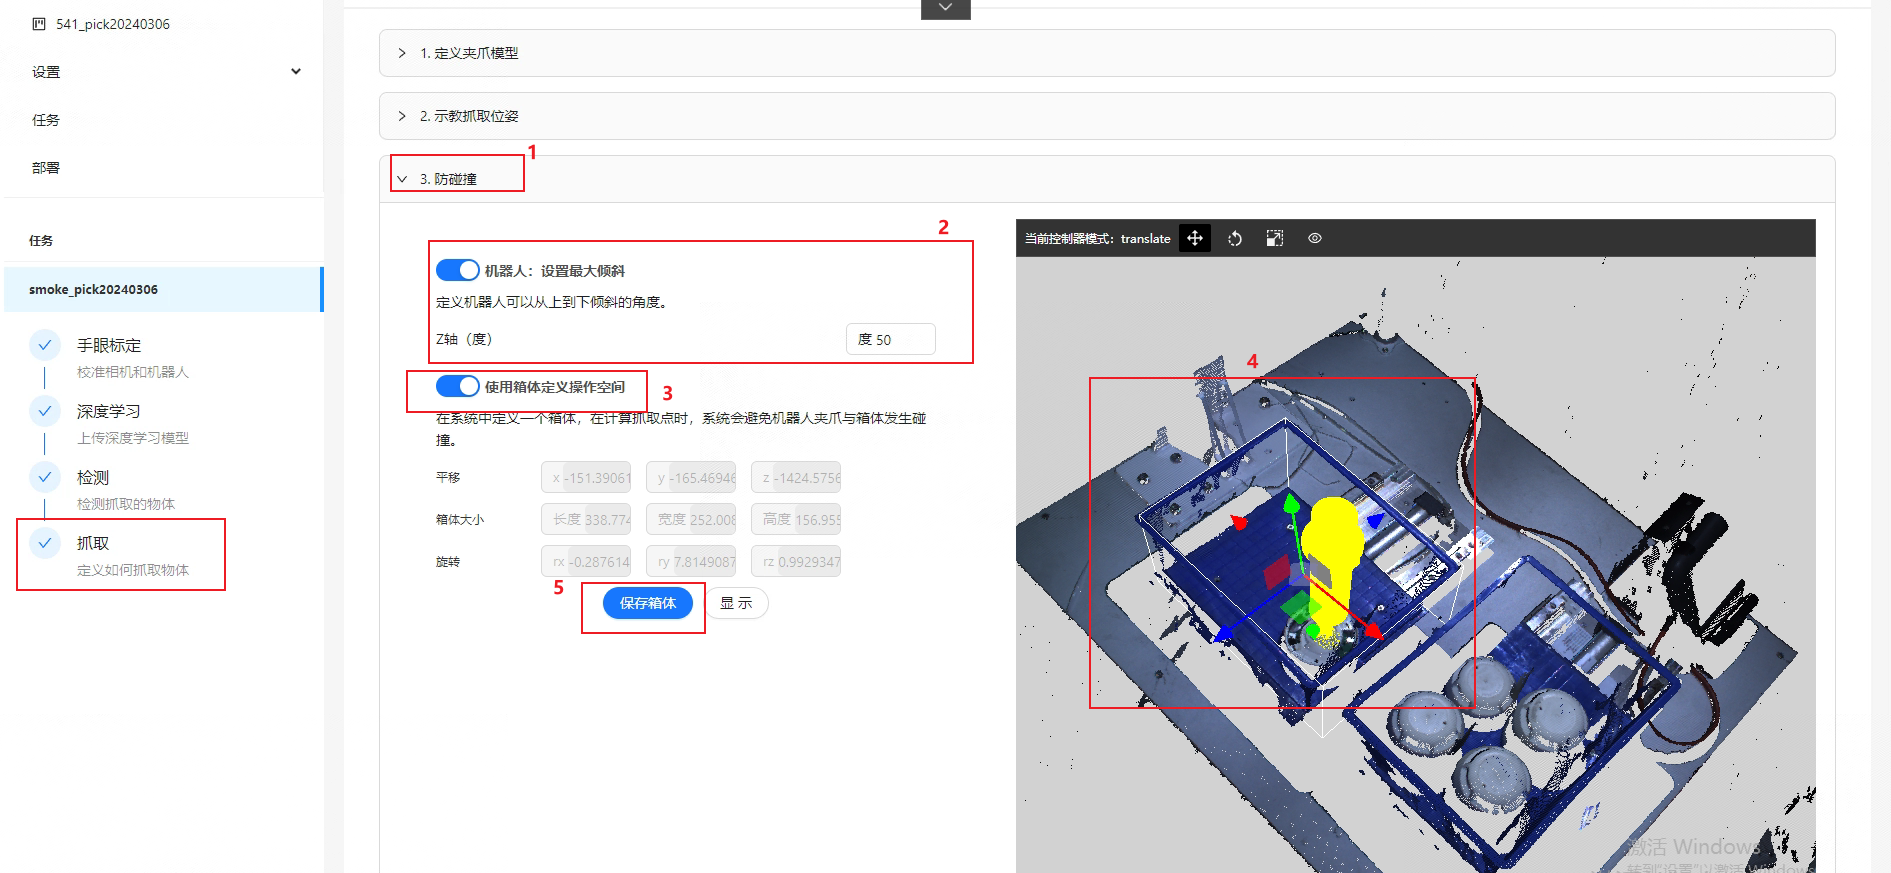 541_pick20240306
设置
任务
部署
任务
smoke_pick20240306
手眼标定
校准相机和机器人
深度学习
上传深度学习模型
检测
检测抓取的物体
抓取
定义如何抓取物体
1. 定义夹爪模型
2. 示教抓取位姿
1
3. 防碰撞
2
机器人：设置最大倾斜
定义机器人可以从上到下倾斜的角度。
Z轴（度）
度 50
使用箱体定义操作空间
3
在系统中定义一个箱体，在计算抓取点时，系统会避免机器人夹爪与箱体发生碰
撞。
平移 x -151.39061 y -165.46946 z -1424.5756
箱体大小 长度 338.774 宽度 252.008 高度 156.955
旋转 rx -0.287614 ry 7.8149087 rz 0.9929347
5
保存箱体 显示
当前控制器模式：translate
4
激活 Windows
转到"设置"以激活 Windows